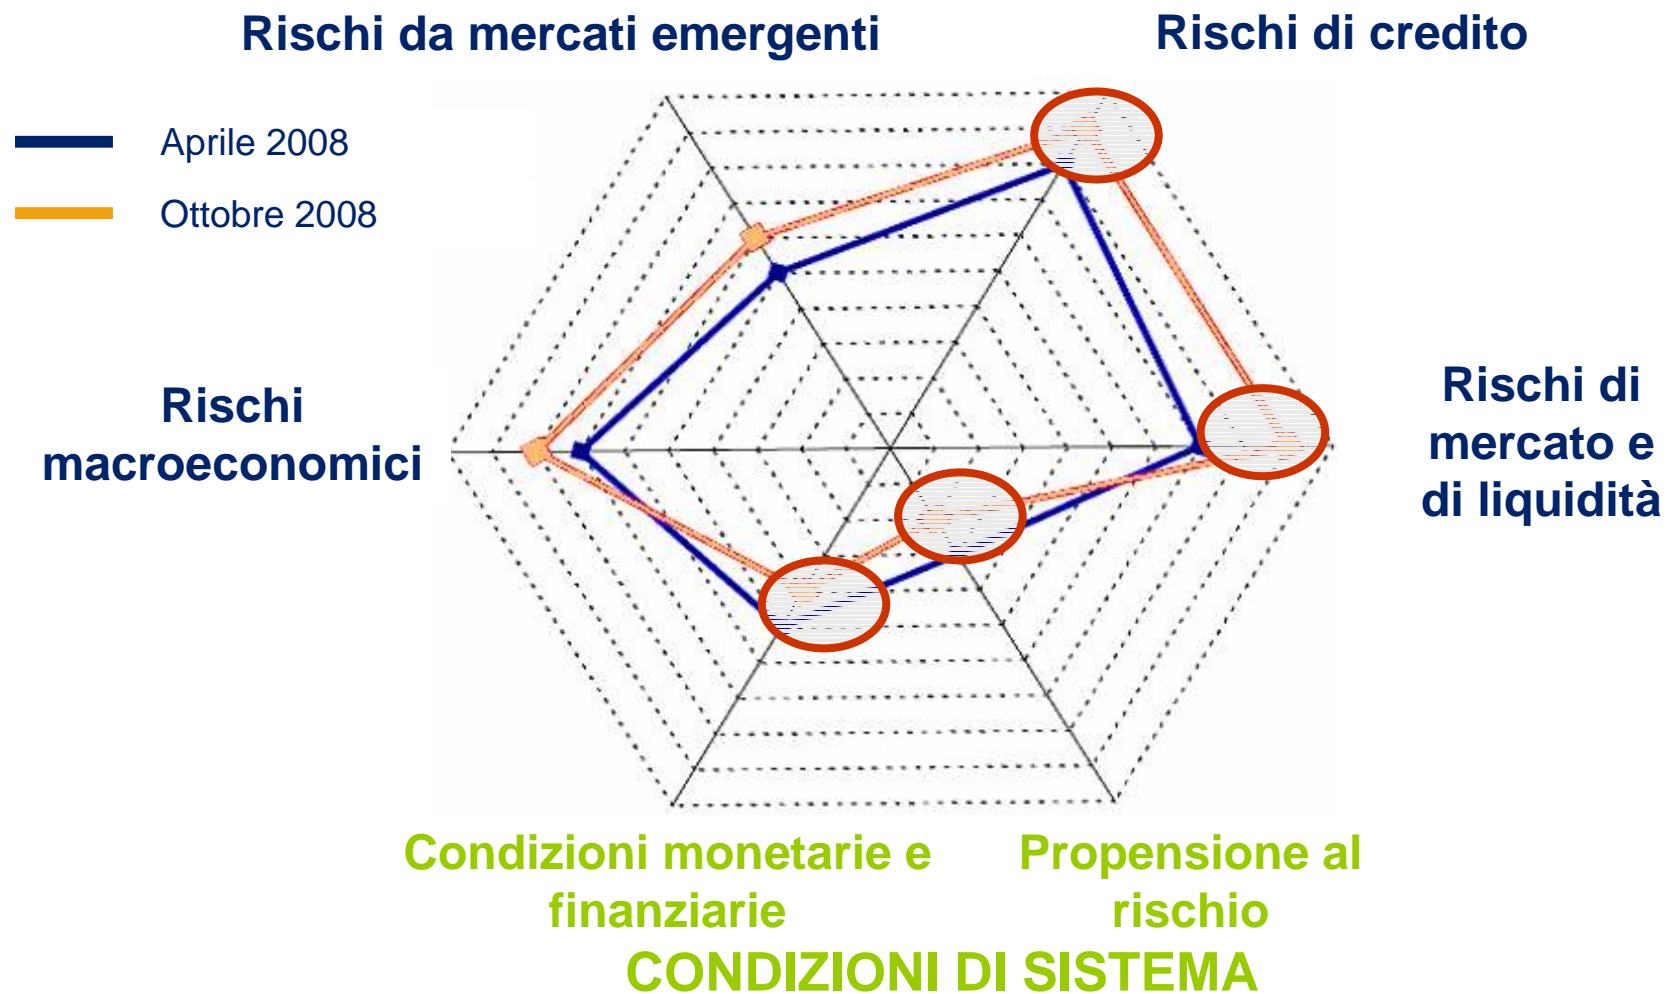 Rischi da mercati emergenti
Rischi di credito
Aprile 2008
Ottobre 2008
Rischi
macroeconomici
Rischi di
mercato e
di liquidità
Condizioni monetarie e
finanziarie
Propensione al
rischio
CONDIZIONI DI SISTEMA